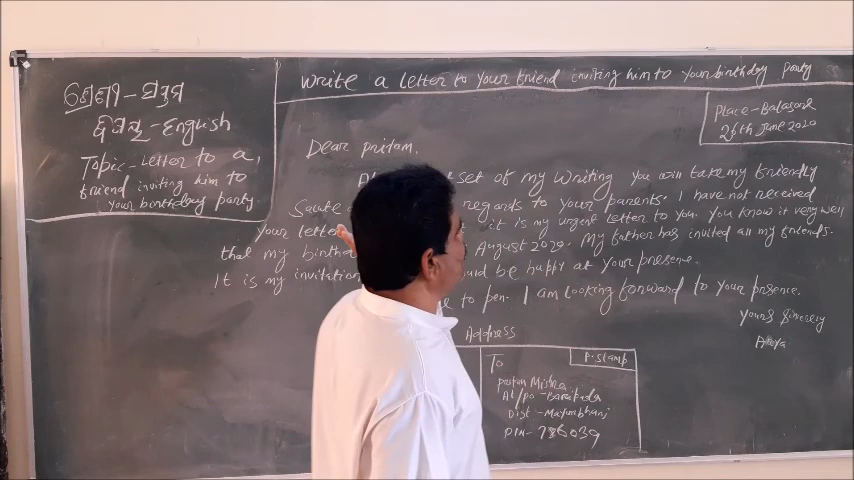 ଶ୍ରେଣୀ - ସପ୍ତମ
ବିଷୟ - English
Topic - Letter to a
friend inviting him to
your birthday party
Write a letter to your friend inviting him to your birthday party
Place - Balasore
26th June 2020
Dear pritam,
set of my writing you will take my friendly
Salute regards to your parents. I have not received
your letter it is my urgent letter to you. You know it very well
that my birthda August 2020. My father has invited all my friends.
It is my invitation be happy at your presence.
to pen. I am looking forward to your presence.
yours sincerely
Address
To
P. Stamp
pritam Mishra
At/po -
Dist - Mayurbhanj
PIN -